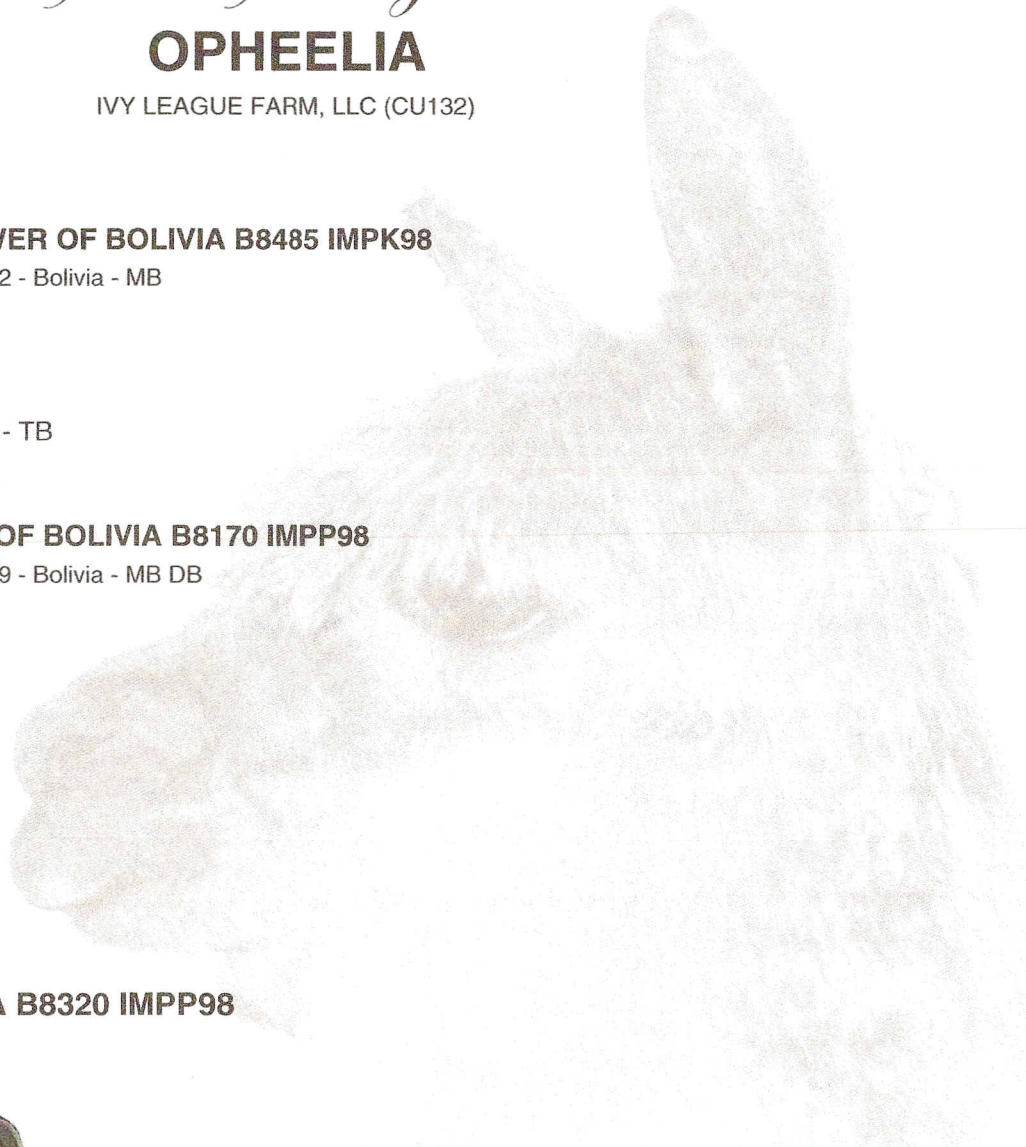 OPHEELIA
IVY LEAGUE FARM, LLC (CU132)
WER OF BOLIVIA B8485 IMPK98
2 - Bolivia - MB
- TB
OF BOLIVIA B8170 IMPP98
9 - Bolivia - MB DB
A B8320 IMPP98